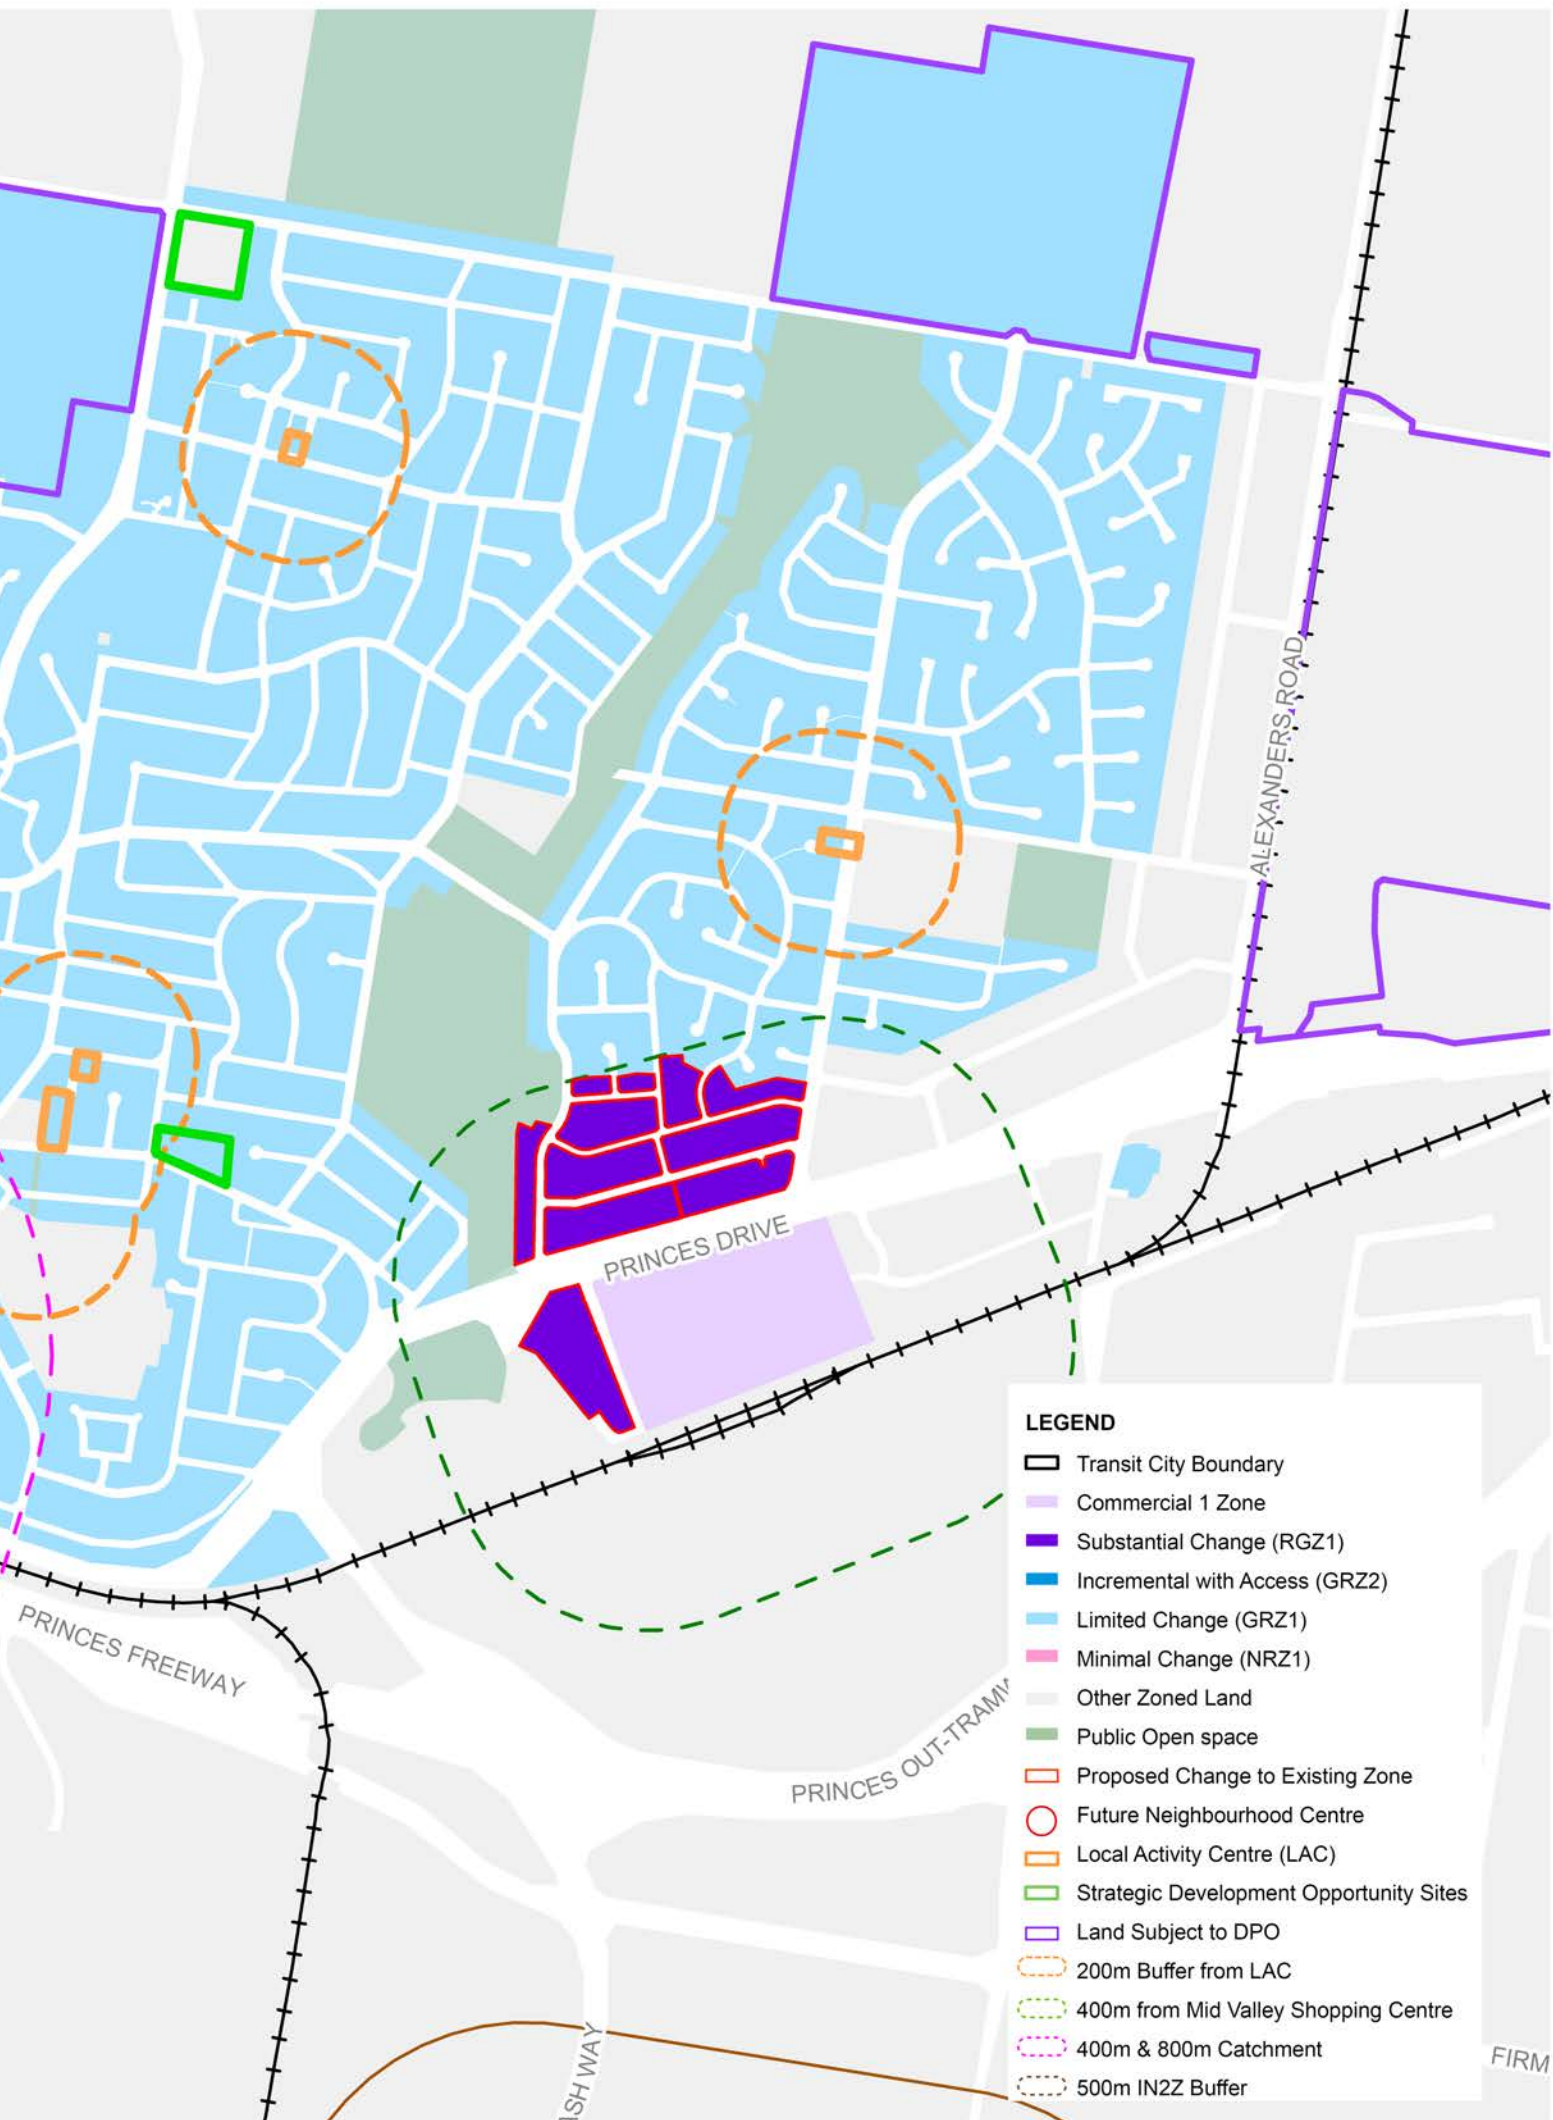 ALEXANDERS ROAD
PRINCES DRIVE
PRINCES FREEWAY
PRINCES OUT-TRAMW
ASH WAY
FIRM
LEGEND
Transit City Boundary
Commercial 1 Zone
Substantial Change (RGZ1)
Incremental with Access (GRZ2)
Limited Change (GRZ1)
Minimal Change (NRZ1)
Other Zoned Land
Public Open space
Proposed Change to Existing Zone
Future Neighbourhood Centre
Local Activity Centre (LAC)
Strategic Development Opportunity Sites
Land Subject to DPO
200m Buffer from LAC
400m from Mid Valley Shopping Centre
400m & 800m Catchment
500m IN2Z Buffer